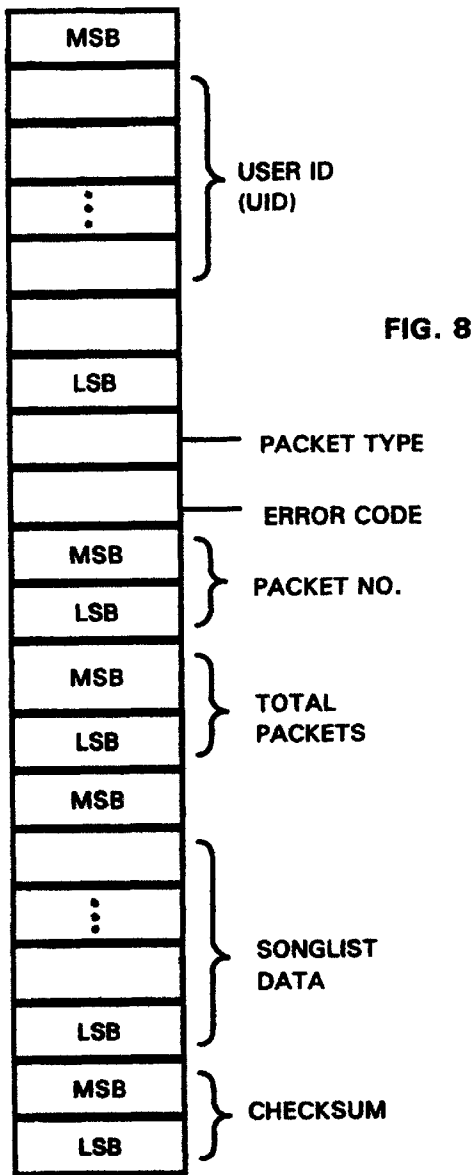 MSB
USER ID
(UID)
FIG. 8
LSB
PACKET TYPE
ERROR CODE
MSB
PACKET NO.
LSB
MSB
TOTAL
PACKETS
LSB
MSB
SONGLIST
DATA
LSB
MSB
CHECKSUM
LSB